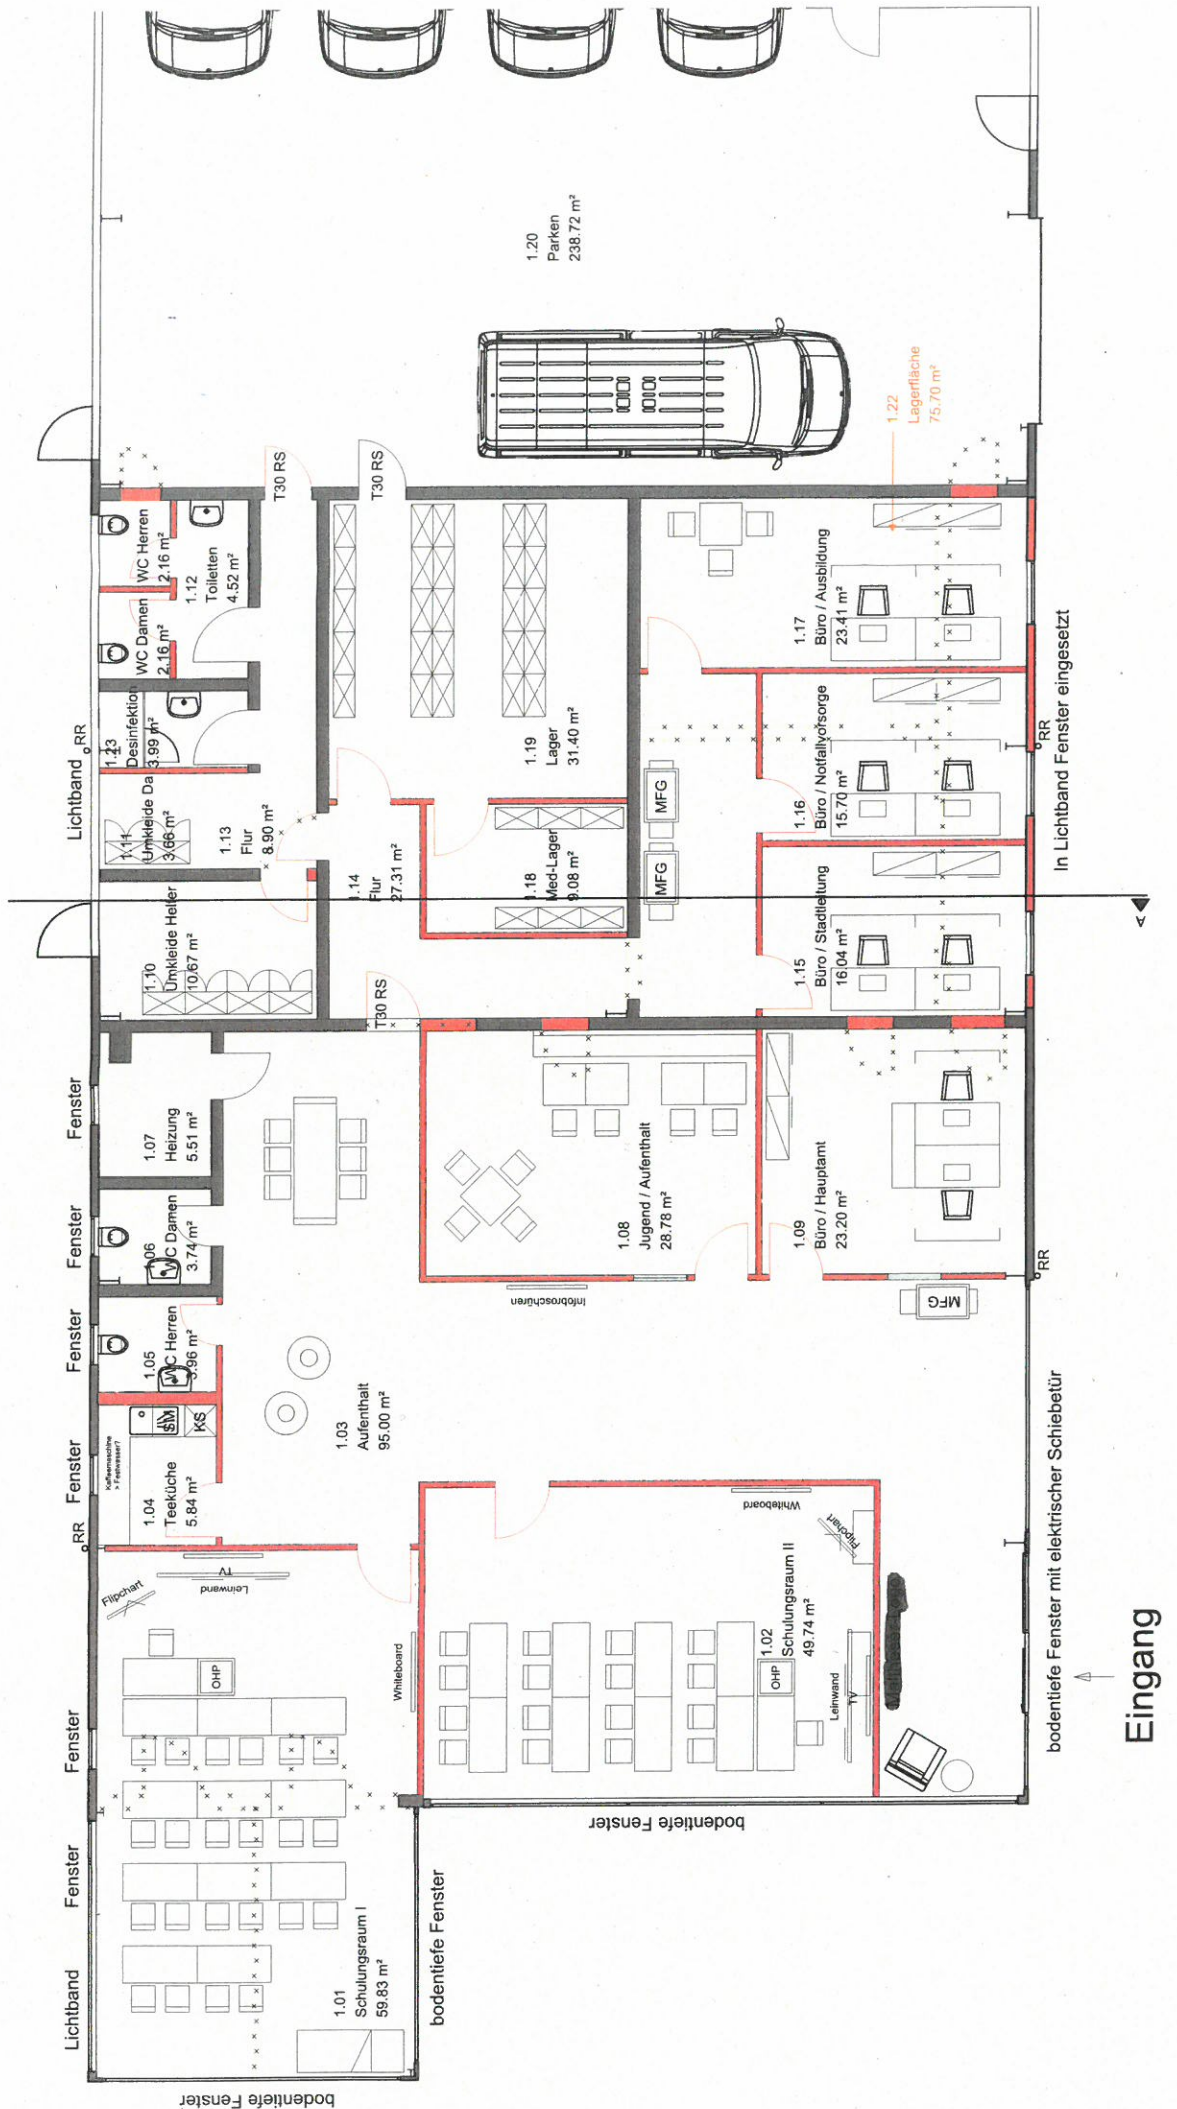 Lichtband
Fenster
Fenster
RR
Fenster
Fenster
Fenster
Fenster
Lichtband
RR
bodentiefe Fenster
1.01
Schulungsraum I
59.83 m²
bodentiefe Fenster
Flipchart
TV
Leinwand
OHP
Whiteboard
Kaffeemaschine
> Festwasser?
1.04
Teeküche
5.84 m²
SM
KS
1.05
WC Herren
3.96 m²
1.06
WC Damen
3.74 m²
1.07
Heizung
5.51 m²
1.03
Aufenthalt
95.00 m²
1.10
Umkleide Helfer
10.67 m²
1.11
Umkleide Da
3.66 m²
1.23
Desinfektion
3.99 m²
WC Damen
2.16 m²
WC Herren
2.16 m²
1.12
Toiletten
4.52 m²
1.13
Flur
8.90 m²
T30 RS
T30 RS
T30 RS
1.14
Flur
27.31 m²
1.18
Med-Lager
9.08 m²
1.19
Lager
31.40 m²
1.20
Parken
238.72 m²
bodentiefe Fenster
Whiteboard
Flipchart
1.02
Schulungsraum II
49.74 m²
OHP
Leinwand
TV
Infobroschüren
1.08
Jugend / Aufenthalt
28.78 m²
1.09
Büro / Hauptamt
23.20 m²
MFG
MFG
MFG
1.15
Büro / Stadtleitung
16.04 m²
1.16
Büro / Notfallvorsorge
15.70 m²
1.17
Büro / Ausbildung
23.41 m²
1.22
Lagerfläche
75.70 m²
RR
RR
In Lichtband Fenster eingesetzt
A
bodentiefe Fenster mit elektrischer Schiebetür
Eingang